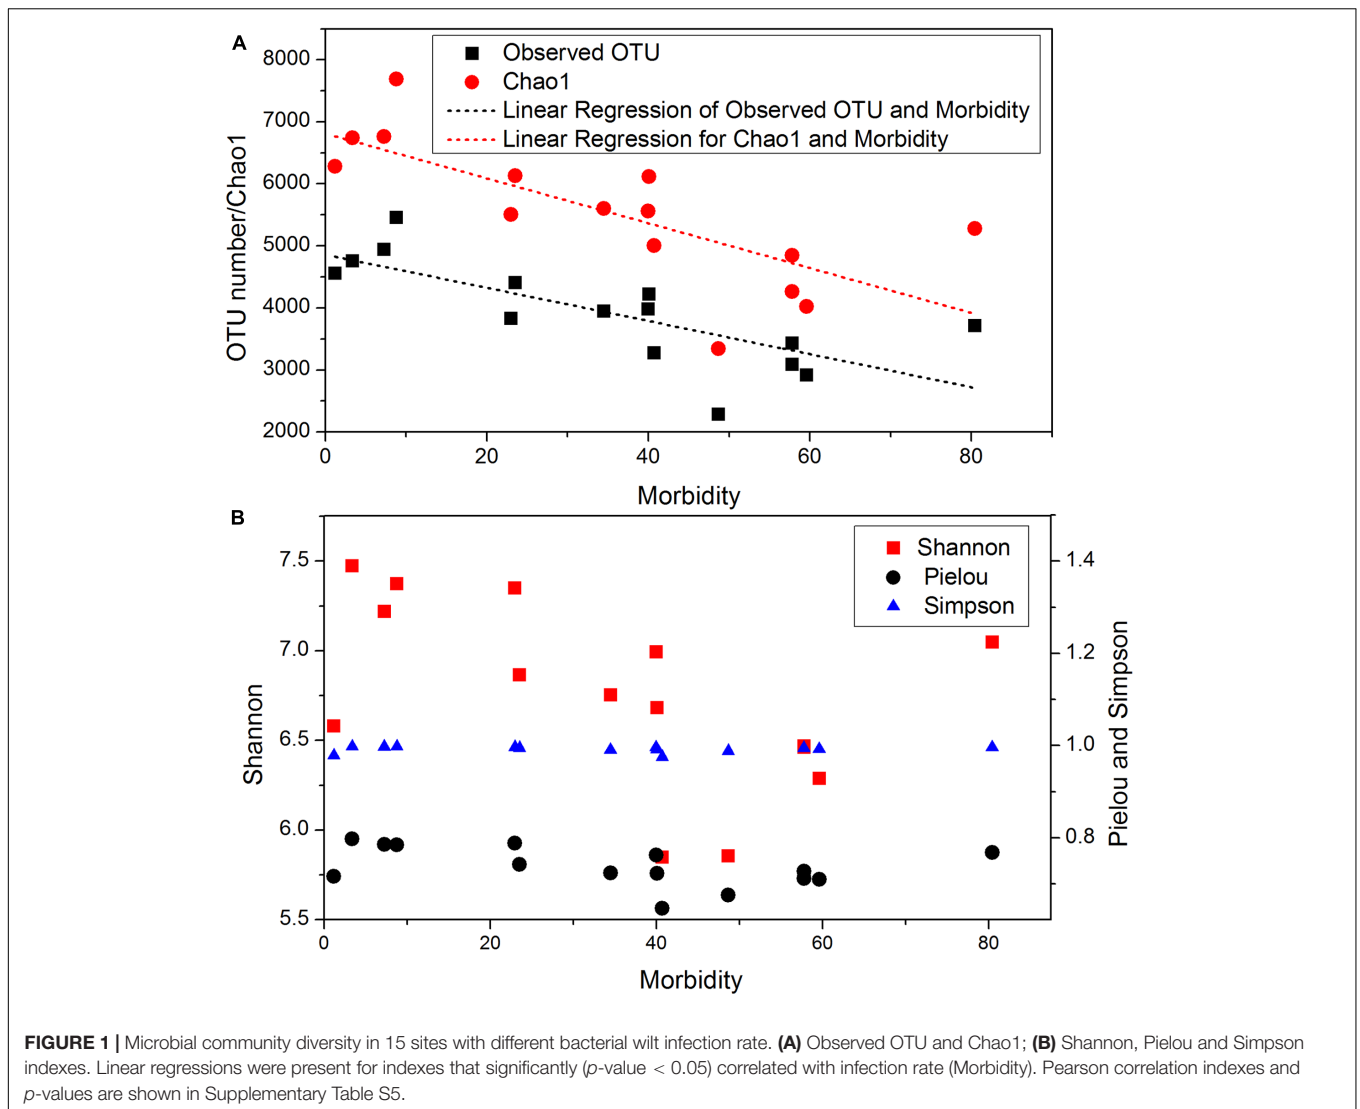 A
8000
7000
6000
5000
4000
3000
2000
OTU number/Chao1
Observed OTU
Chao1
Linear Regression of Observed OTU and Morbidity
Linear Regression for Chao1 and Morbidity
0 20 40 60 80
Morbidity
B
7.5
7.0
6.5
6.0
5.5
Shannon
Shannon
Pielou
Simpson
1.4
1.2
1.0
0.8
Pielou and Simpson
0 20 40 60 80
Morbidity
FIGURE 1 | Microbial community diversity in 15 sites with different bacterial wilt infection rate. (A) Observed OTU and Chao1; (B) Shannon, Pielou and Simpson
indexes. Linear regressions were present for indexes that significantly (p-value < 0.05) correlated with infection rate (Morbidity). Pearson correlation indexes and
p-values are shown in Supplementary Table S5.